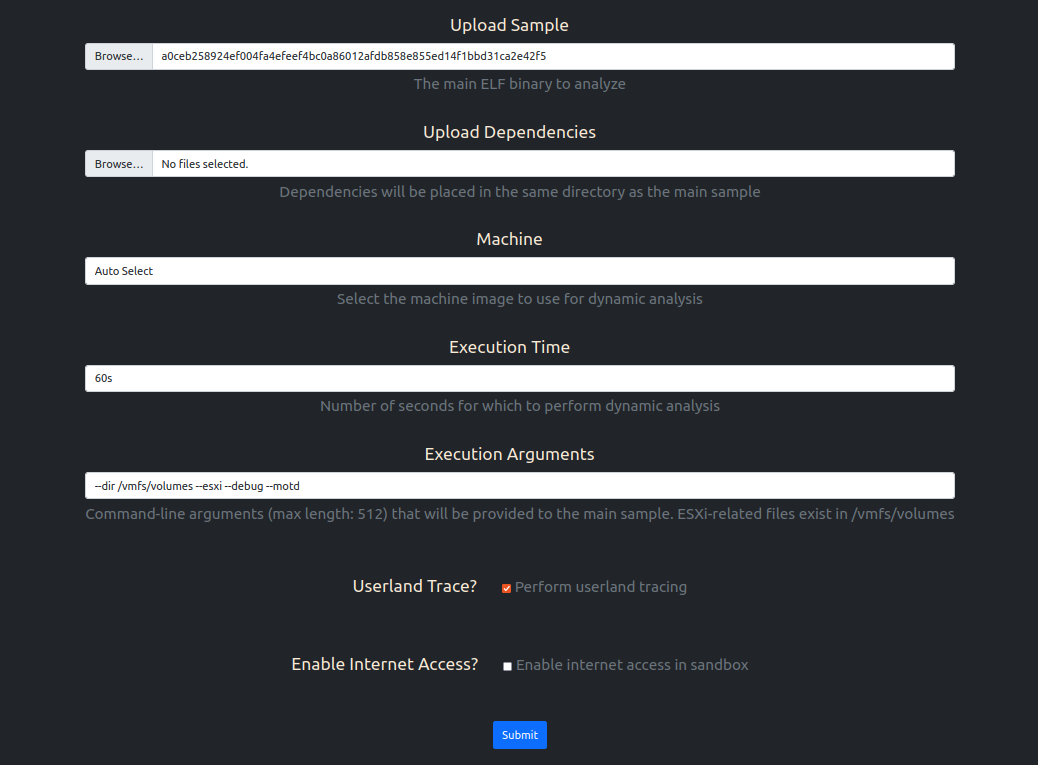 Upload Sample
Browse... a0ceb258924ef004fa4efeef4bc0a86012afdb858e855ed14f1bbd31ca2e42f5
The main ELF binary to analyze
Upload Dependencies
Browse... No files selected.
Dependencies will be placed in the same directory as the main sample
Machine
Auto Select
Select the machine image to use for dynamic analysis
Execution Time
60s
Number of seconds for which to perform dynamic analysis
Execution Arguments
--dir /vmfs/volumes --esxi --debug --motd
Command-line arguments (max length: 512) that will be provided to the main sample. ESXi-related files exist in /vmfs/volumes
Userland Trace? Perform userland tracing
Enable Internet Access? Enable internet access in sandbox
Submit